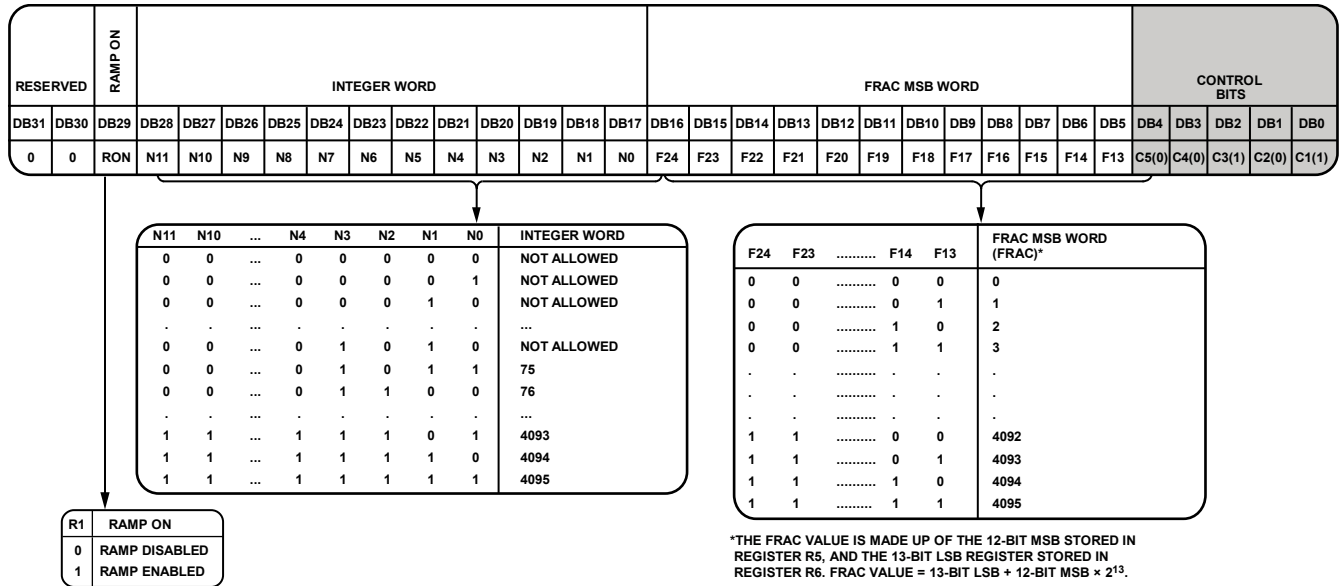 RESERVED RAMP ON INTEGER WORD FRAC MSB WORD CONTROL
BITS
DB31 DB30 DB29 DB28 DB27 DB26 DB25 DB24 DB23 DB22 DB21 DB20 DB19 DB18 DB17 DB16 DB15 DB14 DB13 DB12 DB11 DB10 DB9 DB8 DB7 DB6 DB5 DB4 DB3 DB2 DB1 DB0
0 0 RON N11 N10 N9 N8 N7 N6 N5 N4 N3 N2 N1 N0 F24 F23 F22 F21 F20 F19 F18 F17 F16 F15 F14 F13 C5(0) C4(0) C3(1) C2(0) C1(1)
N11 N10 ... N4 N3 N2 N1 N0 INTEGER WORD
0 0 ... 0 0 0 0 0 NOT ALLOWED
0 0 ... 0 0 0 0 1 NOT ALLOWED
0 0 ... 0 0 0 1 0 NOT ALLOWED
. . ... . . . . . ...
0 0 ... 0 1 0 1 0 NOT ALLOWED
0 0 ... 0 1 0 1 1 75
0 0 ... 0 1 1 0 0 76
. . ... . . . . . ...
1 1 ... 1 1 1 0 1 4093
1 1 ... 1 1 1 1 0 4094
1 1 ... 1 1 1 1 1 4095
F24 F23 .......... F14 F13 FRAC MSB WORD
(FRAC)*
0 0 .......... 0 0 0
0 0 .......... 0 1 1
0 0 .......... 1 0 2
0 0 .......... 1 1 3
. . .......... . . .
. . .......... . . .
. . .......... . . .
1 1 .......... 0 0 4092
1 1 .......... 0 1 4093
1 1 .......... 1 0 4094
1 1 ......... 1 1 4095
R1 RAMP ON
0 RAMP DISABLED
1 RAMP ENABLED
*THE FRAC VALUE IS MADE UP OF THE 12-BIT MSB STORED IN
REGISTER R5, AND THE 13-BIT LSB REGISTER STORED IN
REGISTER R6. FRAC VALUE = 13-BIT LSB + 12-BIT MSB × 2¹³.